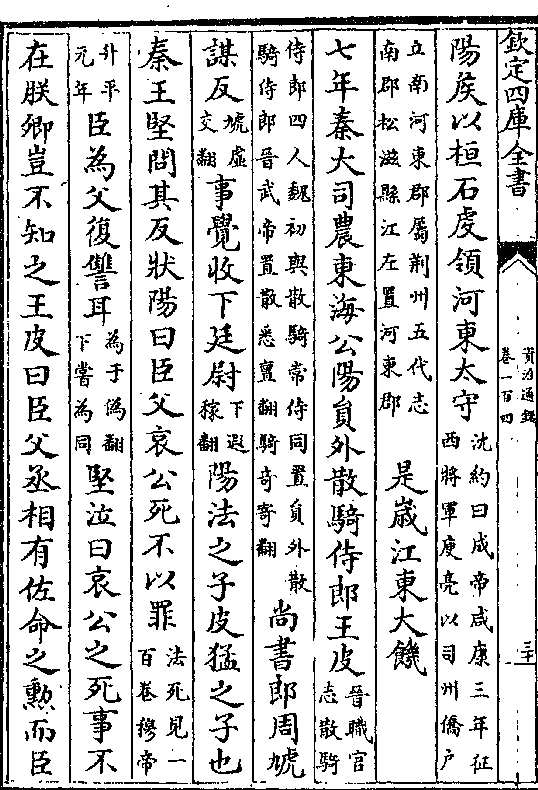 欽定四庫全書
資治通鑑
卷一百四
三十
陽侯以桓石虔領河東太守
沈約曰成帝咸康三年征
西將軍庾亮以司州僑戶
立南河東郡屬荆州五代志
南郡松滋縣江左置河東郡
是歲江東大饑
七年秦大司農東海公陽員外散騎侍郎王皮
晉職官
志散騎
侍郎四人魏初與散騎常侍同置員外散
騎侍郎晉武帝置散悉亶翻騎奇寄翻
尚書郎周虓
謀反
虓虚
交翻
事覺收下廷尉
下遐
稼翻
陽法之子皮猛之子也
秦王堅問其反狀陽曰臣父哀公死不以罪
法死見一
百卷穆帝
升平
元年
臣為父復讐耳
為于偽翻
下嘗為同
堅泣曰哀公之死事不
在朕卿豈不知之王皮曰臣父丞相有佐命之勲而臣